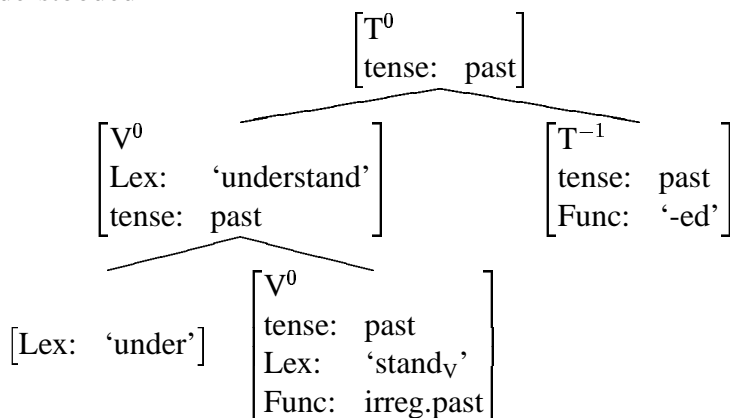 T⁰
tense: past
V⁰
Lex: ‘understand’
tense: past
T⁻¹
tense: past
Func: ‘-ed’
[Lex: ‘under’]
V⁰
tense: past
Lex: ‘standᵥ’
Func: irreg.past